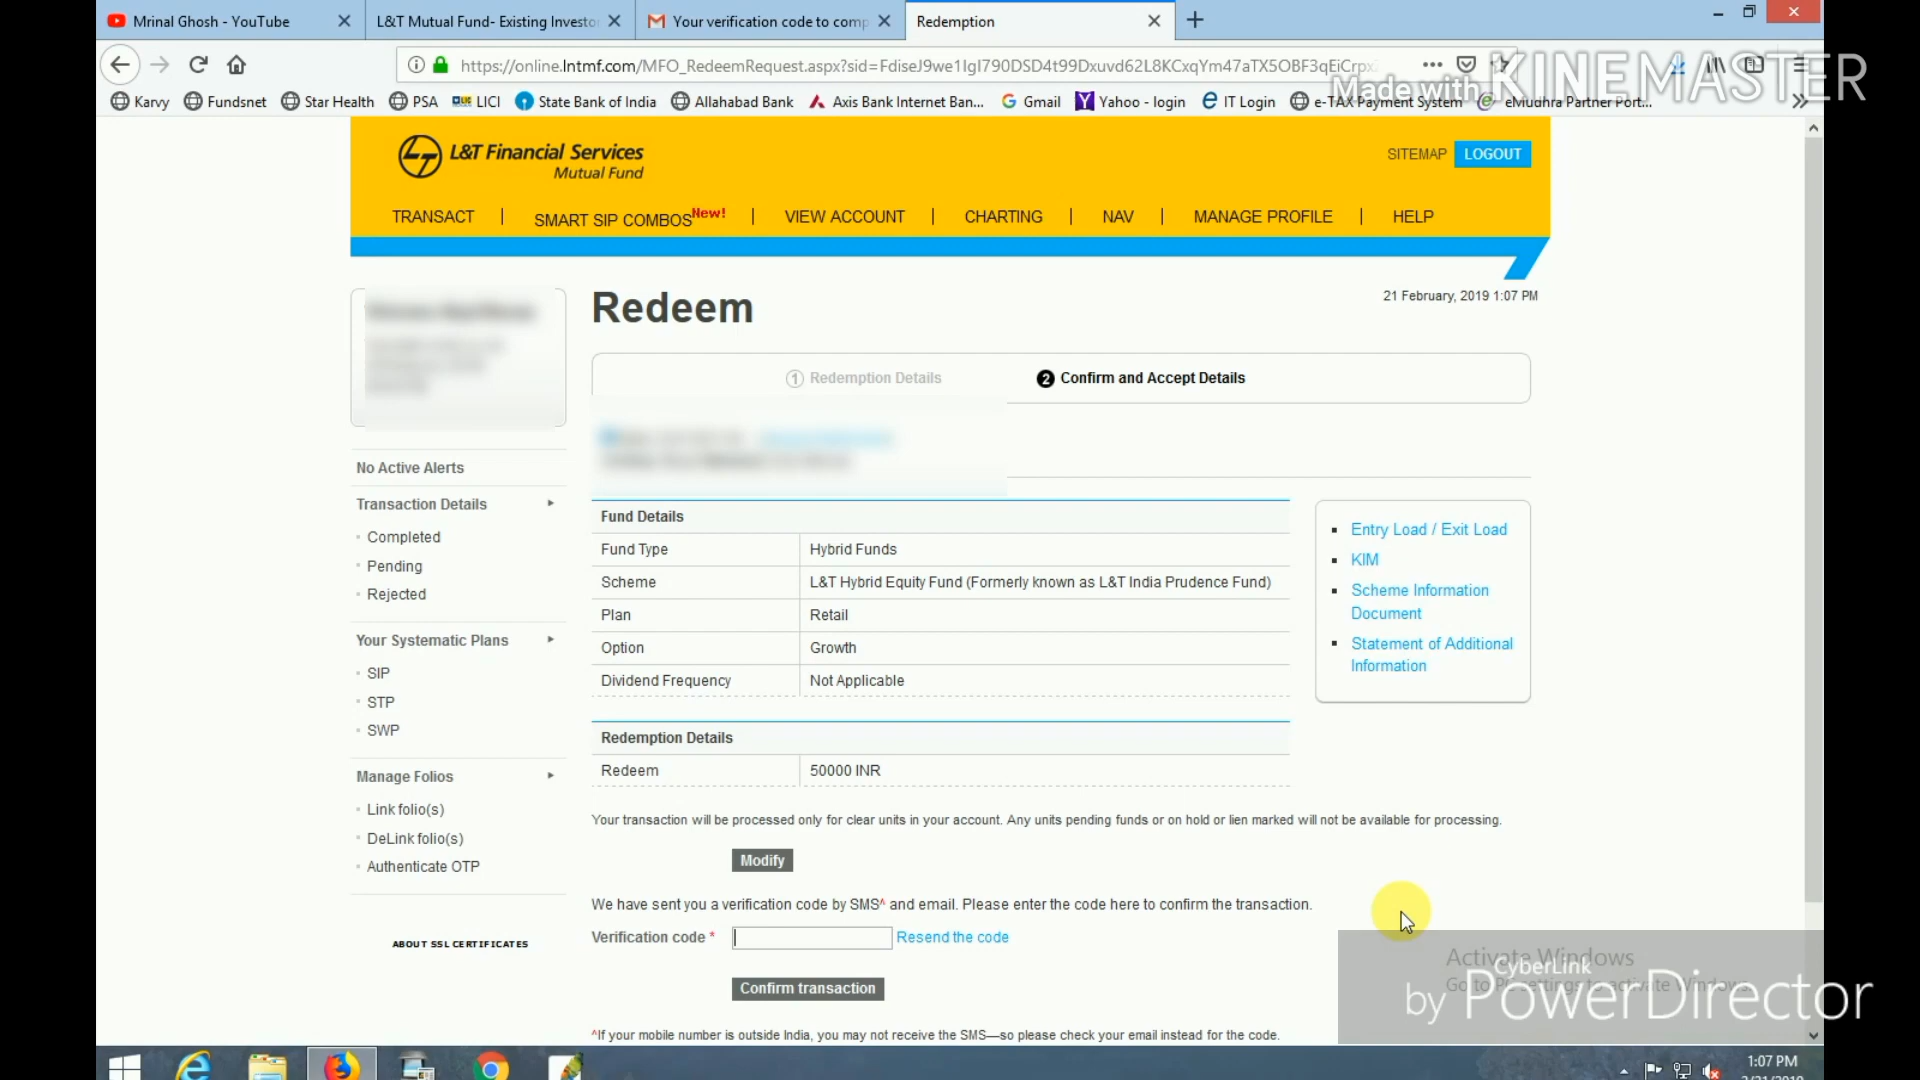 Mrinal Ghosh - YouTube
L&T Mutual Fund- Existing Investo
Your verification code to comp
Redemption
https://online.lntmf.com/MFO_RedeemRequest.aspx?sid=
Made with KINEMASTER
Karvy
Fundsnet
Star Health
PSA
LICI
State Bank of India
Allahabad Bank
Axis Bank Internet Ban...
Gmail
Yahoo - login
IT Login
e-TAX Payment System
eMudhra Partner Port...
L&T Financial Services
Mutual Fund
SITEMAP
LOGOUT
TRANSACT
SMART SIP COMBOS New!
VIEW ACCOUNT
CHARTING
NAV
MANAGE PROFILE
HELP
Redeem
21 February, 2019 1:07 PM
1 Redemption Details
2 Confirm and Accept Details
No Active Alerts
Transaction Details
Completed
Pending
Rejected
Your Systematic Plans
SIP
STP
SWP
Manage Folios
Link folio(s)
DeLink folio(s)
Authenticate OTP
ABOUT SSL CERTIFICATES
Fund Details
Fund Type Hybrid Funds
Scheme L&T Hybrid Equity Fund (Formerly known as L&T India Prudence Fund)
Plan Retail
Option Growth
Dividend Frequency Not Applicable
Redemption Details
Redeem 50000 INR
Entry Load / Exit Load
KIM
Scheme Information
Document
Statement of Additional
Information
Your transaction will be processed only for clear units in your account. Any units pending funds or on hold or lien marked will not be available for processing.
Modify
We have sent you a verification code by SMS^ and email. Please enter the code here to confirm the transaction.
Verification code *
Resend the code
Confirm transaction
^If your mobile number is outside India, you may not receive the SMS—so please check your email instead for the code.
Activate Windows
Go to PC settings to activate Windows.
CyberLink
by PowerDirector
1:07 PM